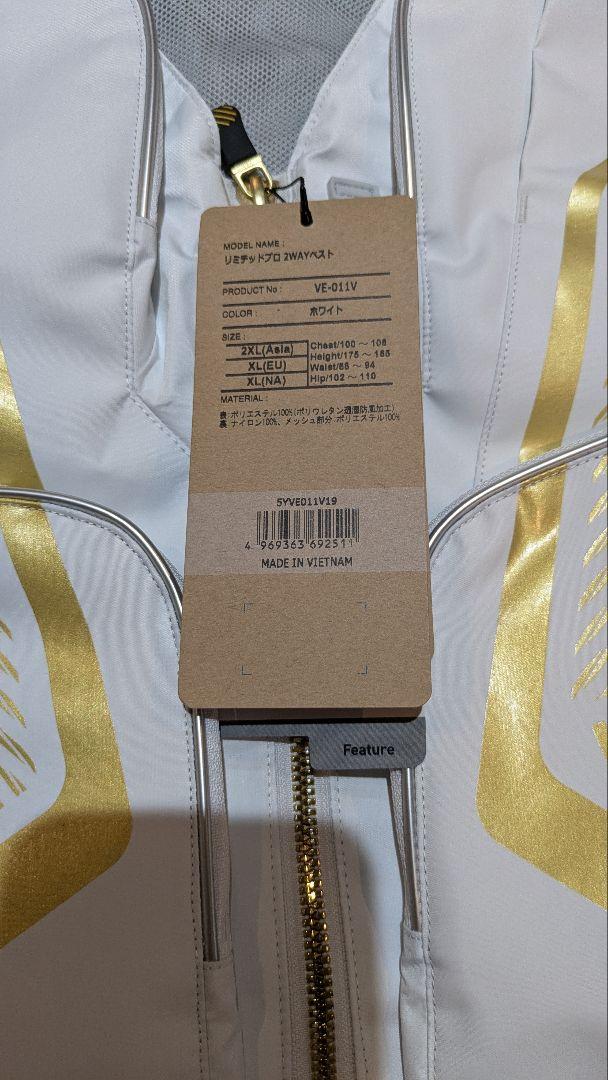 MODEL NAME :
リミテッドプロ 2WAYベスト
PRODUCT No : VE-011V
COLOR : ホワイト
SIZE :
2XL(Asia)
XL(EU)
XL(NA)
Chest/100 ～ 108
Height/175 ～ 185
Waist/86 ～ 94
Hip/102 ～ 110
MATERIAL :
表:ポリエステル100%(ポリウレタン透湿防風加工)
裏:ナイロン100%、メッシュ部分:ポリエステル100%
5YVE011V19
4 969363 69251
MADE IN VIETNAM
Feature